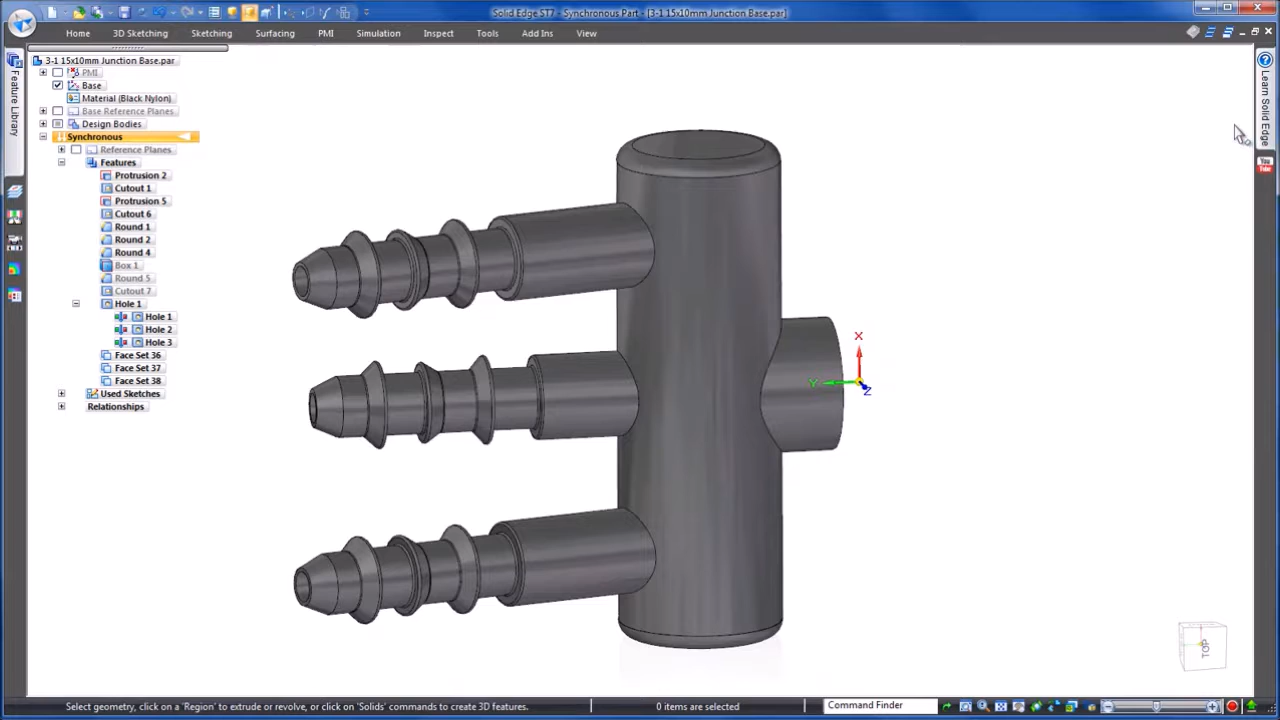 Solid Edge ST7 - Synchronous Part - [3-1 15x10mm Junction Base.par]
Home 3D Sketching Sketching Surfacing PMI Simulation Inspect Tools Add Ins View
Feature Library
3-1 15x10mm Junction Base.par
PMI
Base
Material (Black Nylon)
Base Reference Planes
Design Bodies
Synchronous
Reference Planes
Features
Protrusion 2
Cutout 1
Protrusion 5
Cutout 6
Round 1
Round 2
Round 4
Box 1
Round 5
Cutout 7
Hole 1
Hole 1
Hole 2
Hole 3
Face Set 36
Face Set 37
Face Set 38
Used Sketches
Relationships
X
Y
Z
TOP
Learn Solid Edge
You
Select geometry, click on a 'Region' to extrude or revolve, or click on 'Solids' commands to create 3D features.
0 items are selected
Command Finder